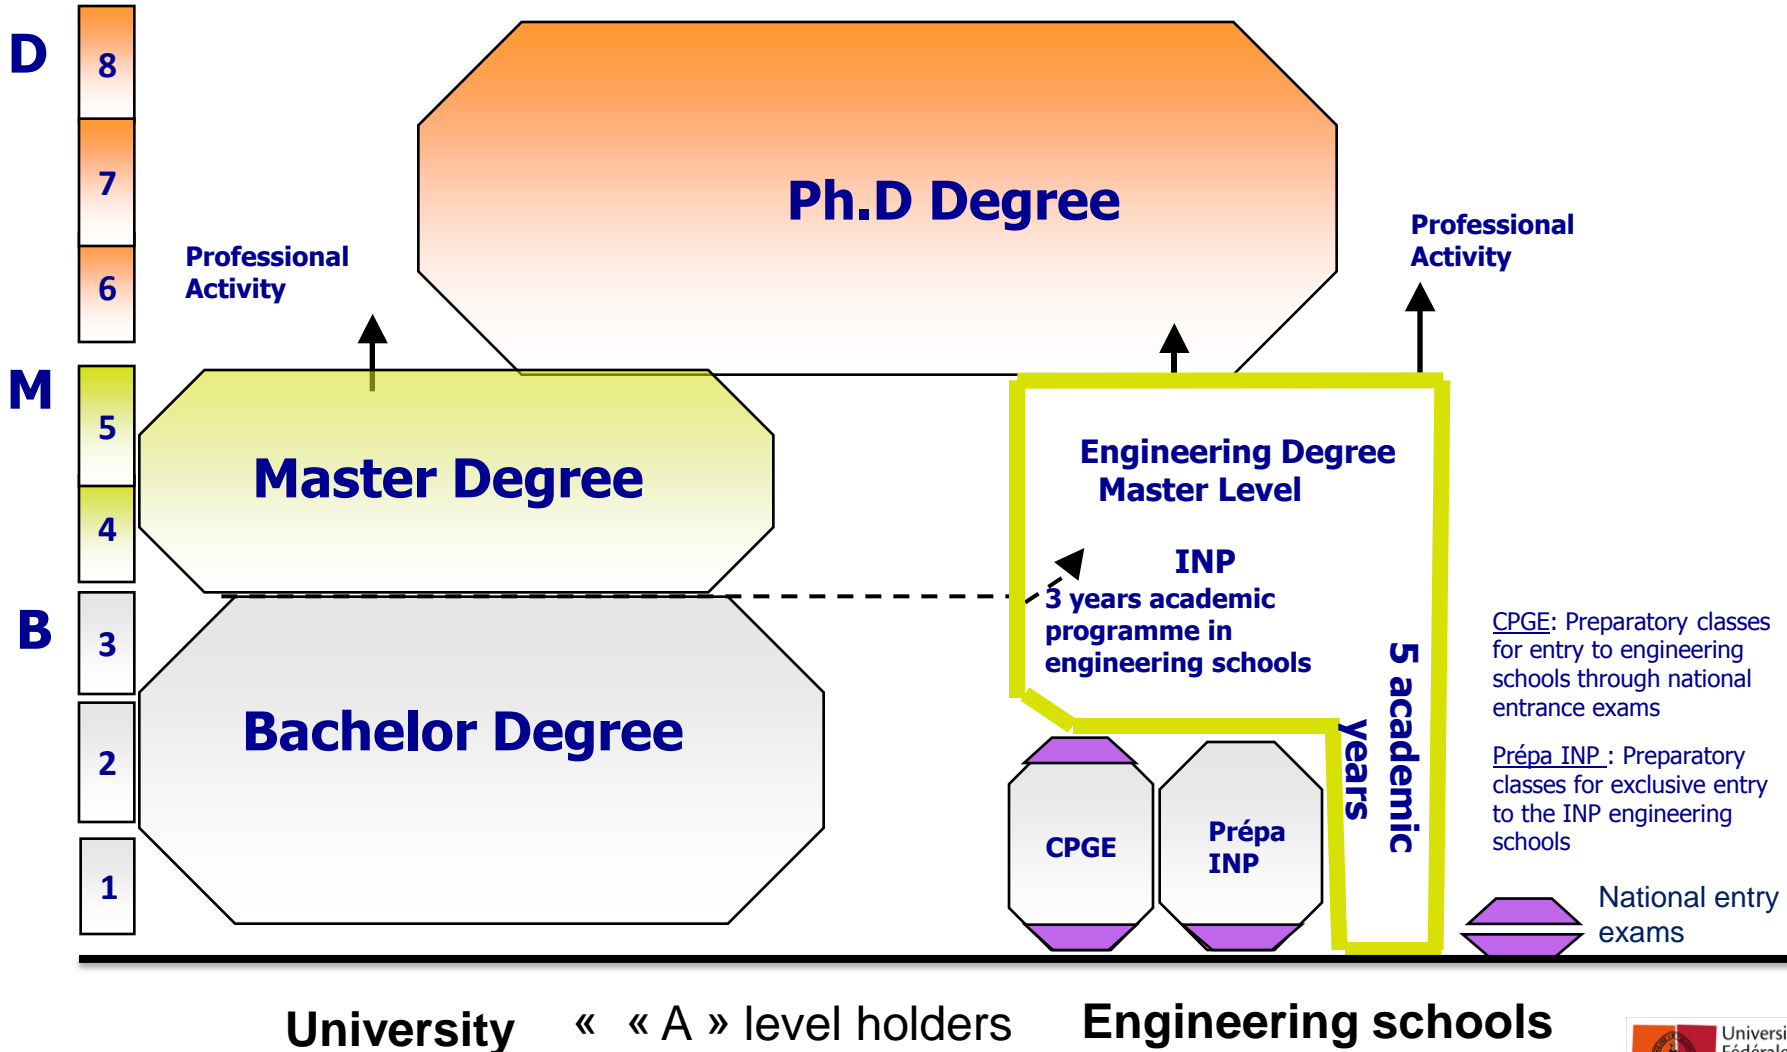 D
8
7
6
M
5
4
B
3
2
1
Ph.D Degree
Professional
Activity
Professional
Activity
Master Degree
Engineering Degree
Master Level
INP
3 years academic
programme in
engineering schools
5 academic
years
Bachelor Degree
CPGE
Prépa
INP
CPGE: Preparatory classes
for entry to engineering
schools through national
entrance exams
Prépa INP : Preparatory
classes for exclusive entry
to the INP engineering
schools
National entry
exams
University
« « A » level holders
Engineering schools